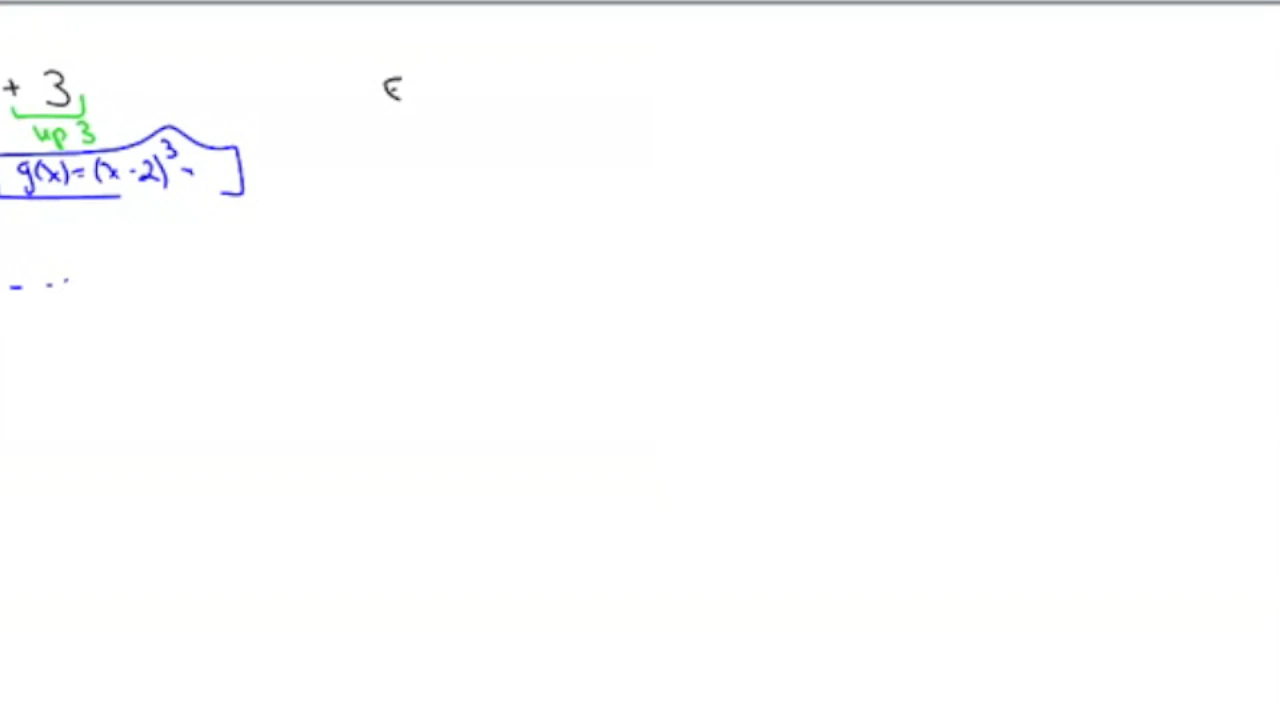 + 3
up 3
g(x) = (x - 2)³ -